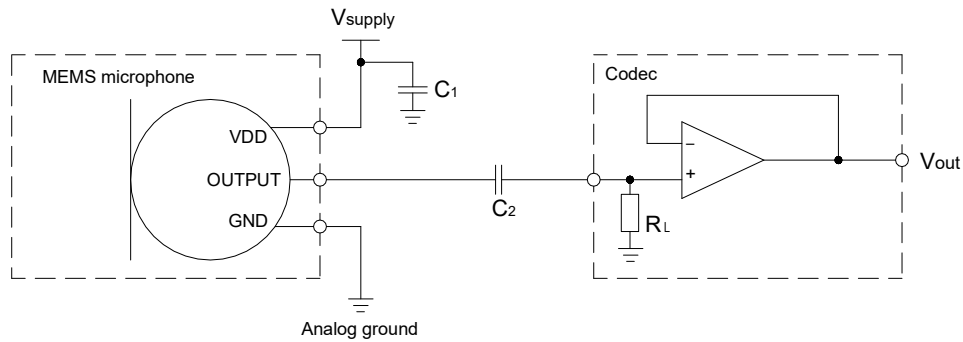 Vsupply
MEMS microphone
C1
Codec
VDD
OUTPUT
GND
C2
RL
−
+
Vout
Analog ground